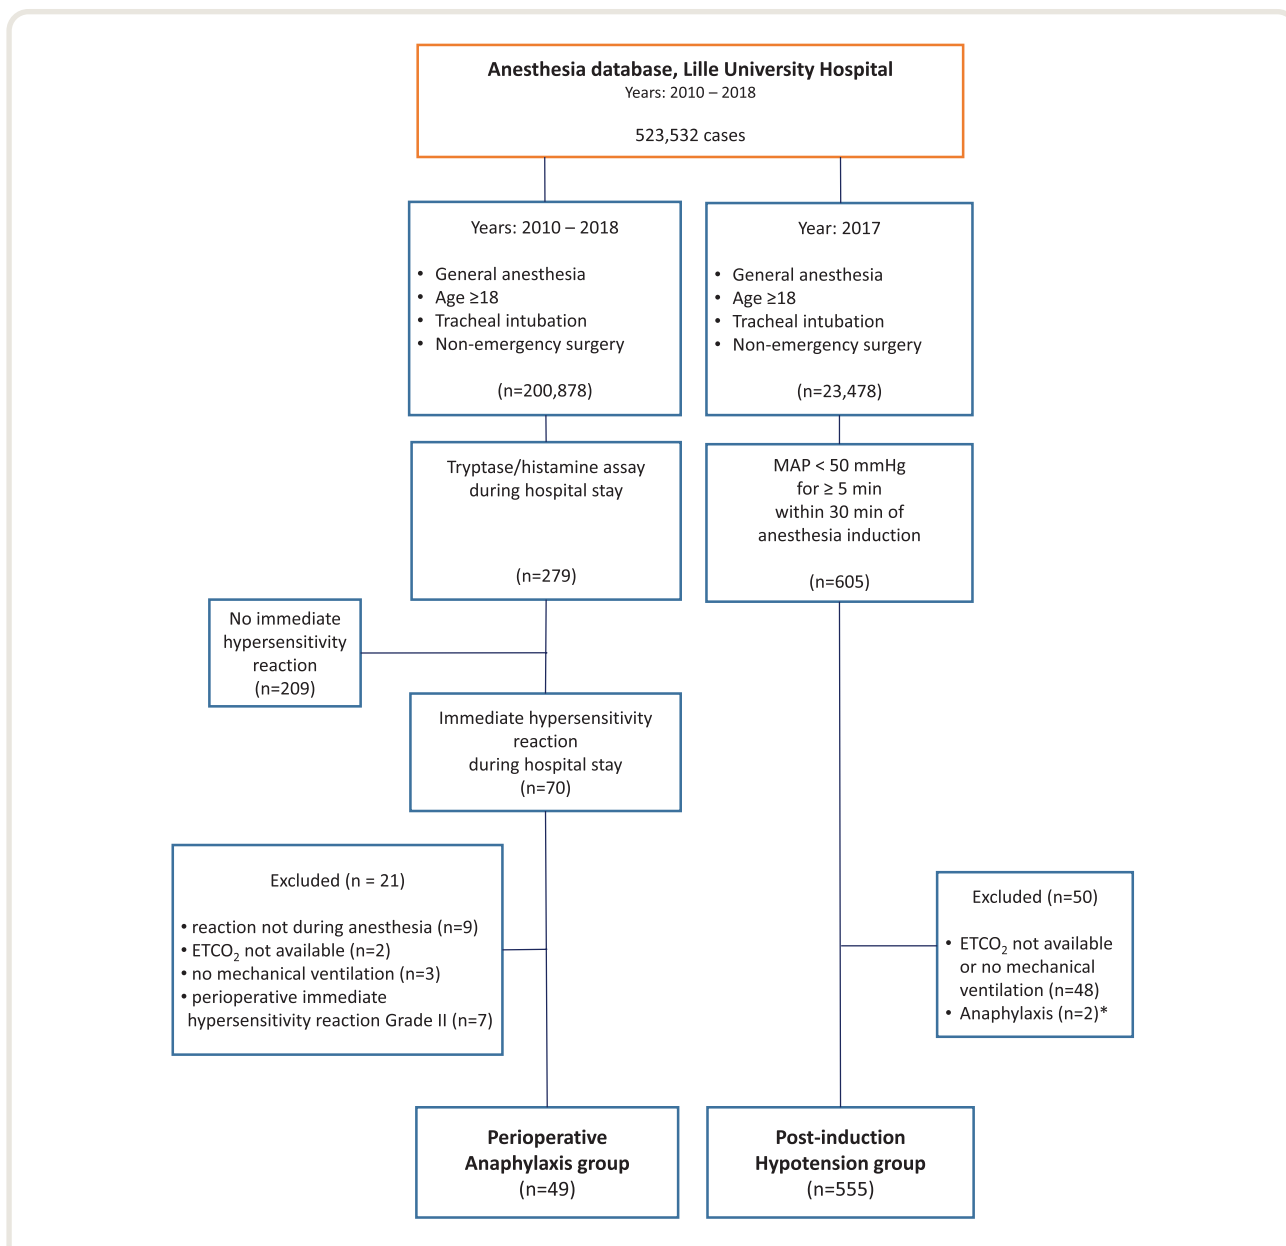 Anesthesia database, Lille University Hospital
Years: 2010 – 2018
523,532 cases
Years: 2010 – 2018
• General anesthesia
• Age ≥18
• Tracheal intubation
• Non-emergency surgery
(n=200,878)
Year: 2017
• General anesthesia
• Age ≥18
• Tracheal intubation
• Non-emergency surgery
(n=23,478)
Tryptase/histamine assay
during hospital stay
(n=279)
MAP < 50 mmHg
for ≥ 5 min
within 30 min of
anesthesia induction
(n=605)
No immediate
hypersensitivity
reaction
(n=209)
Immediate hypersensitivity
reaction
during hospital stay
(n=70)
Excluded (n = 21)
• reaction not during anesthesia (n=9)
• ETCO₂ not available (n=2)
• no mechanical ventilation (n=3)
• perioperative immediate
hypersensitivity reaction Grade II (n=7)
Excluded (n=50)
• ETCO₂ not available
or no mechanical
ventilation (n=48)
• Anaphylaxis (n=2)*
Perioperative
Anaphylaxis group
(n=49)
Post-induction
Hypotension group
(n=555)